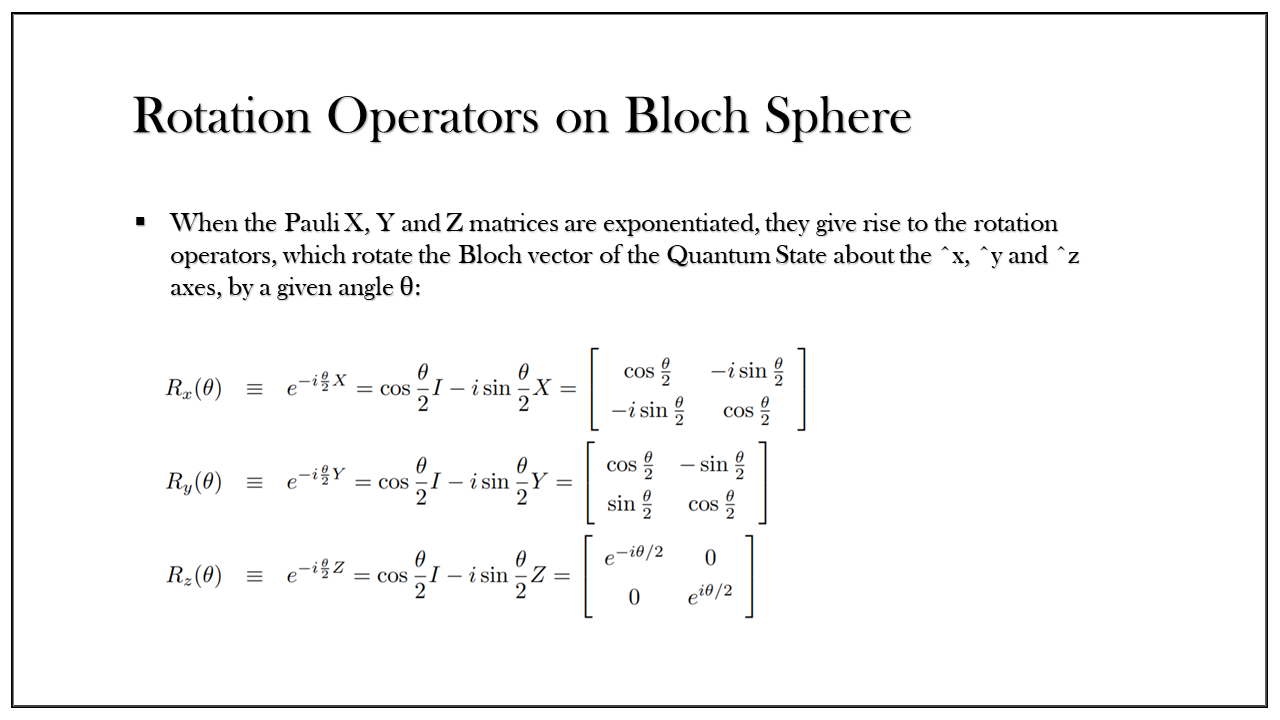 Rotation Operators on Bloch Sphere
▪ When the Pauli X, Y and Z matrices are exponentiated, they give rise to the rotation
operators, which rotate the Bloch vector of the Quantum State about the ˆx, ˆy and ˆz
axes, by a given angle θ:
$R_x(\theta) \equiv e^{-i\frac{\theta}{2}X} = \cos\frac{\theta}{2}I - i\sin\frac{\theta}{2}X = \begin{bmatrix} \cos\frac{\theta}{2} & -i\sin\frac{\theta}{2} \\ -i\sin\frac{\theta}{2} & \cos\frac{\theta}{2} \end{bmatrix}$
$R_y(\theta) \equiv e^{-i\frac{\theta}{2}Y} = \cos\frac{\theta}{2}I - i\sin\frac{\theta}{2}Y = \begin{bmatrix} \cos\frac{\theta}{2} & -\sin\frac{\theta}{2} \\ \sin\frac{\theta}{2} & \cos\frac{\theta}{2} \end{bmatrix}$
$R_z(\theta) \equiv e^{-i\frac{\theta}{2}Z} = \cos\frac{\theta}{2}I - i\sin\frac{\theta}{2}Z = \begin{bmatrix} e^{-i\theta/2} & 0 \\ 0 & e^{i\theta/2} \end{bmatrix}$